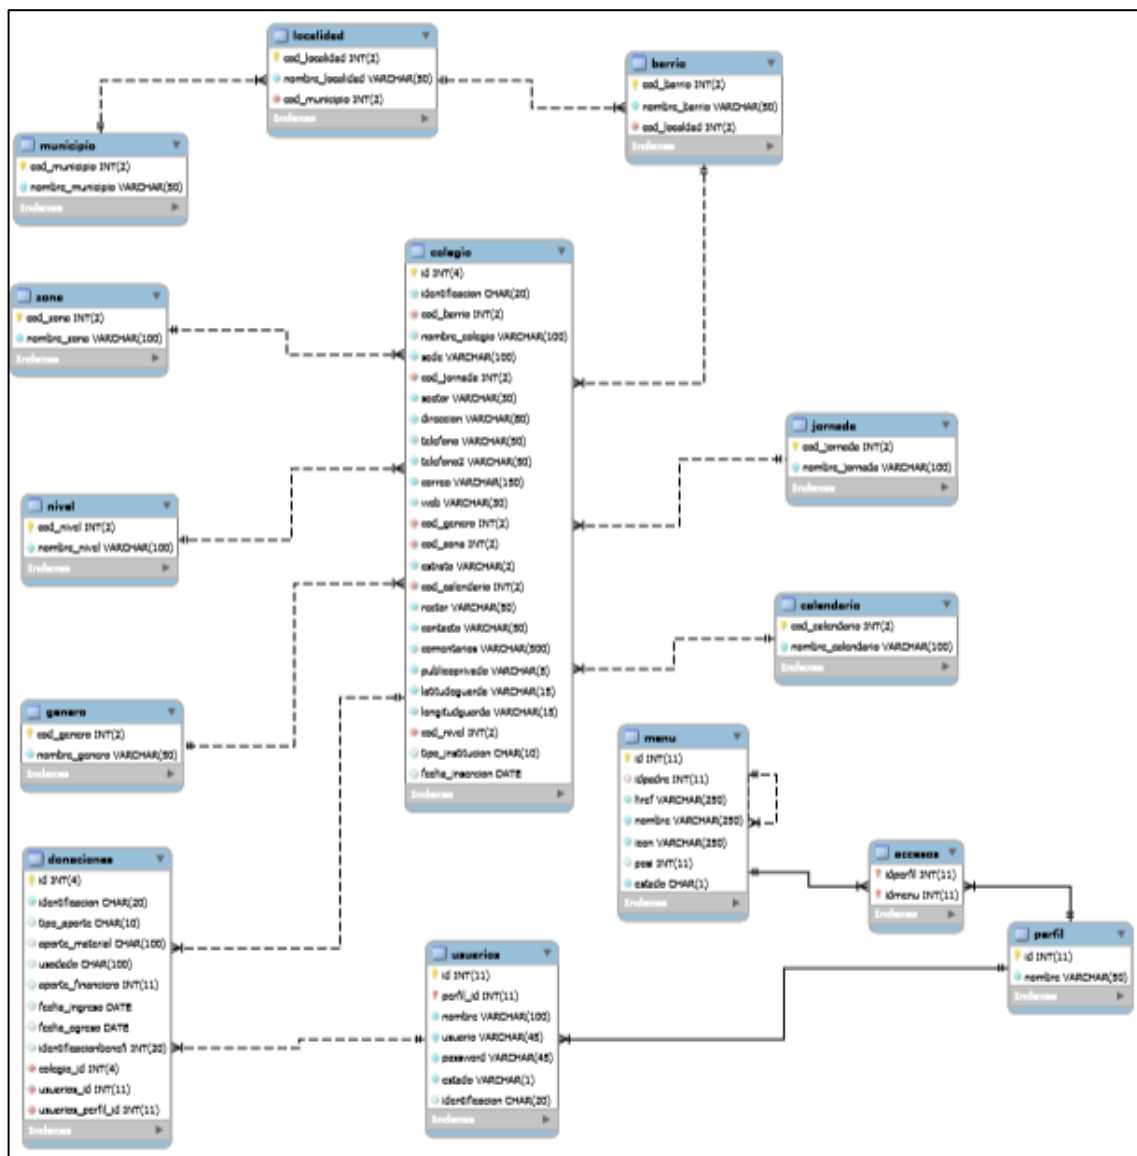 localidad
cod_localidad INT(2)
nombre_localidad VARCHAR(50)
cod_municipio INT(2)
Indexes
barrio
cod_barrio INT(2)
nombre_barrio VARCHAR(50)
cod_localidad INT(2)
Indexes
municipio
cod_municipio INT(2)
nombre_municipio VARCHAR(50)
Indexes
colegio
id INT(4)
identificacion CHAR(20)
cod_barrio INT(2)
nombre_colegio VARCHAR(100)
sede VARCHAR(100)
cod_jornada INT(2)
sector VARCHAR(30)
direccion VARCHAR(80)
telefono VARCHAR(50)
telefono2 VARCHAR(50)
correo VARCHAR(150)
web VARCHAR(50)
cod_genero INT(2)
cod_zona INT(2)
estrato VARCHAR(2)
cod_calendario INT(2)
rector VARCHAR(50)
contacto VARCHAR(50)
comentarios VARCHAR(500)
publicoprivado VARCHAR(5)
latitudguarda VARCHAR(15)
longitudguarda VARCHAR(15)
cod_nivel INT(2)
tipo_institucion CHAR(10)
fecha_insercion DATE
zona
cod_zona INT(2)
nombre_zona VARCHAR(100)
Indexes
jornada
cod_jornada INT(2)
nombre_jornada VARCHAR(100)
Indexes
nivel
cod_nivel INT(2)
nombre_nivel VARCHAR(100)
Indexes
calendario
cod_calendario INT(2)
nombre_calendario VARCHAR(100)
Indexes
genero
cod_genero INT(2)
nombre_genero VARCHAR(50)
Indexes
Indexes
menu
id INT(11)
idpadre INT(11)
href VARCHAR(250)
nombre VARCHAR(250)
icon VARCHAR(250)
posi INT(11)
estado CHAR(1)
Indexes
accesos
idperfil INT(11)
idmenu INT(11)
Indexes
donaciones
id INT(4)
identificacion CHAR(20)
tipo_aporte CHAR(10)
aporte_material CHAR(100)
usadode CHAR(100)
aporte_financiero INT(11)
fecha_ingreso DATE
fecha_egreso DATE
identificacionbenefi INT(20)
colegio_id INT(4)
usuarios_id INT(11)
usuarios_perfil_id INT(11)
Indexes
usuarios
id INT(11)
perfil_id INT(11)
nombre VARCHAR(100)
usuario VARCHAR(45)
password VARCHAR(45)
estado VARCHAR(1)
identificacion CHAR(20)
Indexes
perfil
id INT(11)
nombre VARCHAR(50)
Indexes